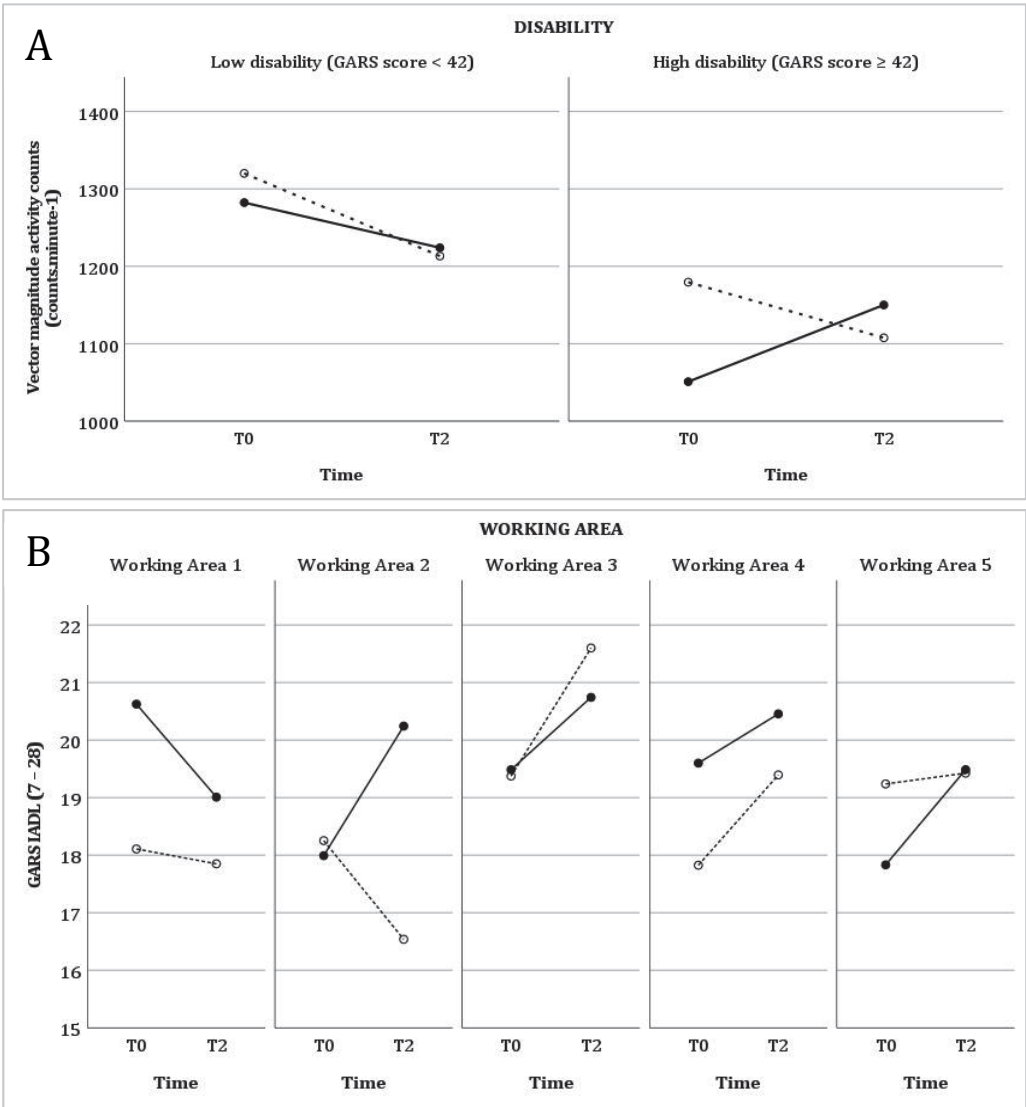 A
DISABILITY
Low disability (GARS score < 42)
High disability (GARS score ≥ 42)
Vector magnitude activity counts
(counts.minute-1)
1400
1300
1200
1100
1000
T0 T2
T0 T2
Time
Time
B
WORKING AREA
Working Area 1
Working Area 2
Working Area 3
Working Area 4
Working Area 5
GARS IADL (7 – 28)
22
21
20
19
18
17
16
15
T0 T2
T0 T2
T0 T2
T0 T2
T0 T2
Time
Time
Time
Time
Time